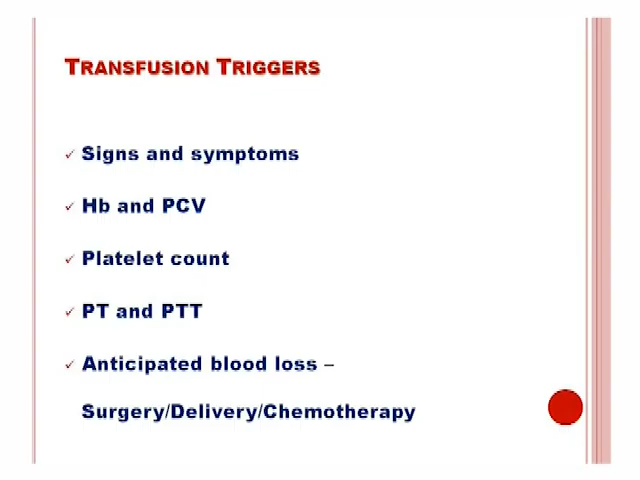 TRANSFUSION TRIGGERS
✓ Signs and symptoms
✓ Hb and PCV
✓ Platelet count
✓ PT and PTT
✓ Anticipated blood loss –
Surgery/Delivery/Chemotherapy